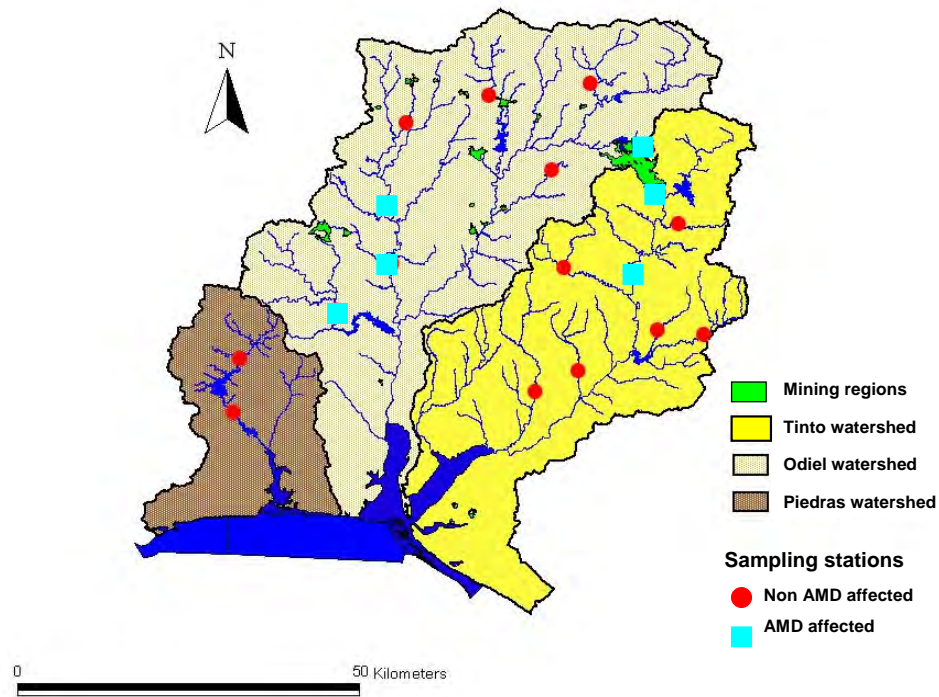 N
Mining regions
Tinto watershed
Odiel watershed
Piedras watershed
Sampling stations
Non AMD affected
AMD affected
0
50 Kilometers